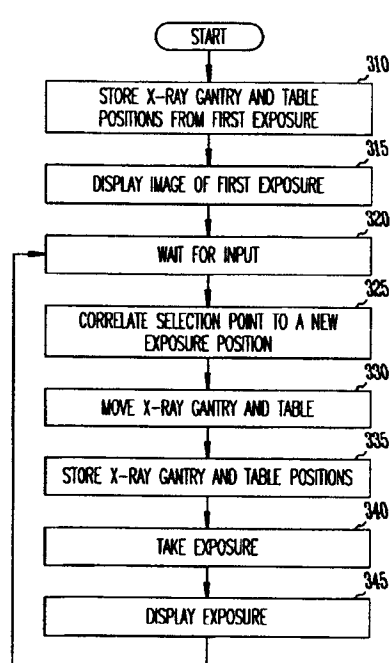 START
310
STORE X-RAY GANTRY AND TABLE
POSITIONS FROM FIRST EXPOSURE
315
DISPLAY IMAGE OF FIRST EXPOSURE
320
WAIT FOR INPUT
325
CORRELATE SELECTION POINT TO A NEW
EXPOSURE POSITION
330
MOVE X-RAY GANTRY AND TABLE
335
STORE X-RAY GANTRY AND TABLE POSITIONS
340
TAKE EXPOSURE
345
DISPLAY EXPOSURE